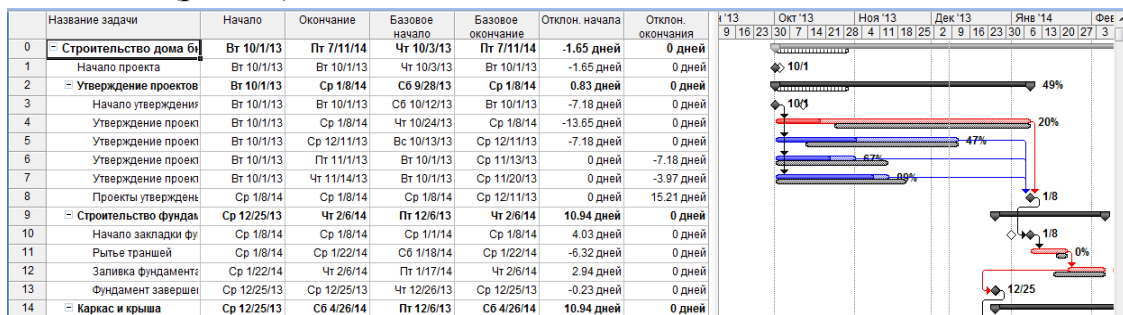 Название задачи Начало Окончание Базовое начало Базовое окончание Отклон. начала Отклон. окончания '13 Окт '13 Ноя '13 Дек '13 Янв '14 Фев
9 16 23 30 7 14 21 28 4 11 18 25 2 9 16 23 30 6 13 20 27 3
0 Строительство дома Вт 10/1/13 Пт 7/11/14 Чт 10/3/13 Пт 7/11/14 -1.65 дней 0 дней
1 Начало проекта Вт 10/1/13 Вт 10/1/13 Чт 10/3/13 Вт 10/1/13 -1.65 дней 0 дней 10/1
2 Утверждение проектов Вт 10/1/13 Ср 1/8/14 Сб 9/28/13 Ср 1/8/14 0.83 дней 0 дней 49%
3 Начало утверждения Вт 10/1/13 Вт 10/1/13 Сб 10/12/13 Вт 10/1/13 -7.18 дней 0 дней 10/1
4 Утверждение проект Вт 10/1/13 Ср 1/8/14 Чт 10/24/13 Ср 1/8/14 -13.65 дней 0 дней 20%
5 Утверждение проект Вт 10/1/13 Ср 12/11/13 Вс 10/13/13 Ср 12/11/13 -7.18 дней 0 дней 47%
6 Утверждение проект Вт 10/1/13 Пт 11/1/13 Вт 10/1/13 Ср 11/13/13 0 дней -7.18 дней 67%
7 Утверждение проект Вт 10/1/13 Чт 11/14/13 Вт 10/1/13 Ср 11/20/13 0 дней -3.97 дней
8 Проекты утвержден Ср 1/8/14 Ср 1/8/14 Ср 1/8/14 Ср 12/11/13 0 дней 15.21 дней 1/8
9 Строительство фундам Ср 12/25/13 Чт 2/6/14 Пт 12/6/13 Чт 2/6/14 10.94 дней 0 дней
10 Начало закладки фу Ср 1/8/14 Ср 1/8/14 Ср 1/1/14 Ср 1/8/14 4.03 дней 0 дней 1/8
11 Рытье траншей Ср 1/8/14 Ср 1/22/14 Сб 1/18/14 Ср 1/22/14 -6.32 дней 0 дней 0%
12 Заливка фундамента Ср 1/22/14 Чт 2/6/14 Пт 1/17/14 Чт 2/6/14 2.94 дней 0 дней
13 Фундамент заверше Ср 12/25/13 Ср 12/25/13 Чт 12/26/13 Ср 12/25/13 -0.23 дней 0 дней 12/25
14 Каркас и крыша Ср 12/25/13 Сб 4/26/14 Пт 12/6/13 Сб 4/26/14 10.94 дней 0 дней